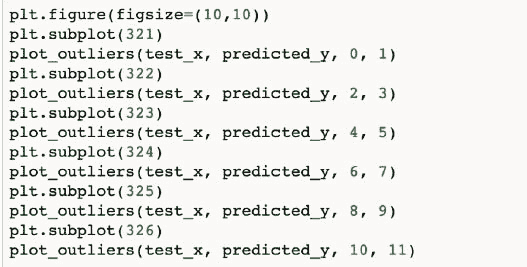 plt.figure(figsize=(10,10))
plt.subplot(321)
plot_outliers(test_x, predicted_y, 0, 1)
plt.subplot(322)
plot_outliers(test_x, predicted_y, 2, 3)
plt.subplot(323)
plot_outliers(test_x, predicted_y, 4, 5)
plt.subplot(324)
plot_outliers(test_x, predicted_y, 6, 7)
plt.subplot(325)
plot_outliers(test_x, predicted_y, 8, 9)
plt.subplot(326)
plot_outliers(test_x, predicted_y, 10, 11)